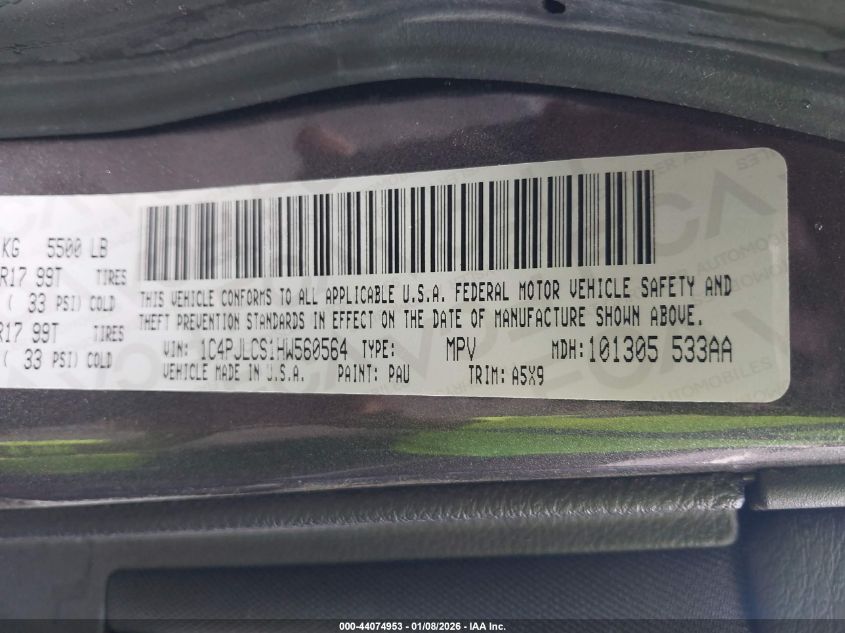 KG 5500 LB
R17 99T TIRES
( 33 PSI) COLD
R17 99T TIRES
( 33 PSI) COLD
THIS VEHICLE CONFORMS TO ALL APPLICABLE U.S.A. FEDERAL MOTOR VEHICLE SAFETY AND
THEFT PREVENTION STANDARDS IN EFFECT ON THE DATE OF MANUFACTURE SHOWN ABOVE.
VIN: 1C4PJLCS1HW560564 TYPE: MPV MDH: 101305 533AA
VEHICLE MADE IN U.S.A. PAINT: PAU TRIM: A5X9
000-44074953 - 01/08/2026 - IAA Inc.